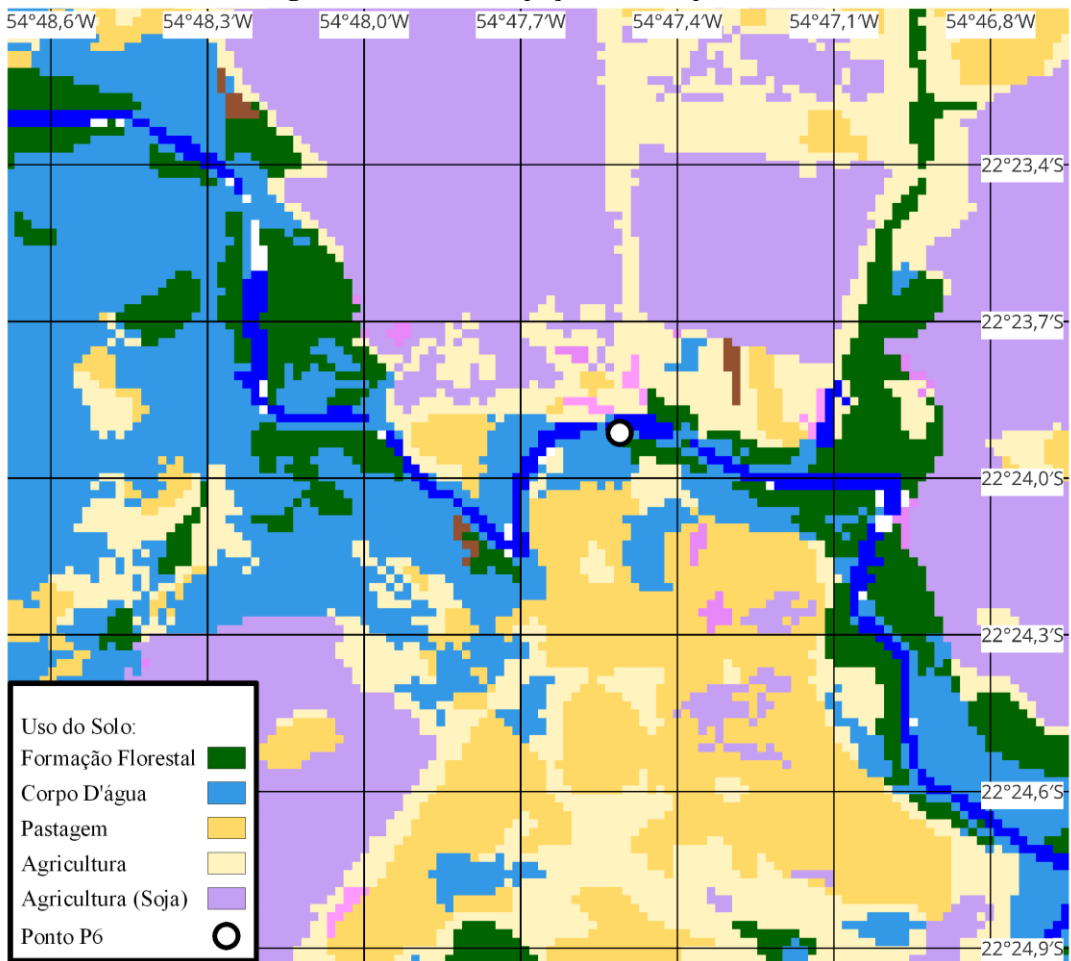 54°48,6′W 54°48,3′W 54°48,0′W 54°47,7′W 54°47,4′W 54°47,1′W 54°46,8′W
22°23,4′S
22°23,7′S
22°24,0′S
22°24,3′S
22°24,6′S
22°24,9′S
Uso do Solo:
Formação Florestal
Corpo D'água
Pastagem
Agricultura
Agricultura (Soja)
Ponto P6